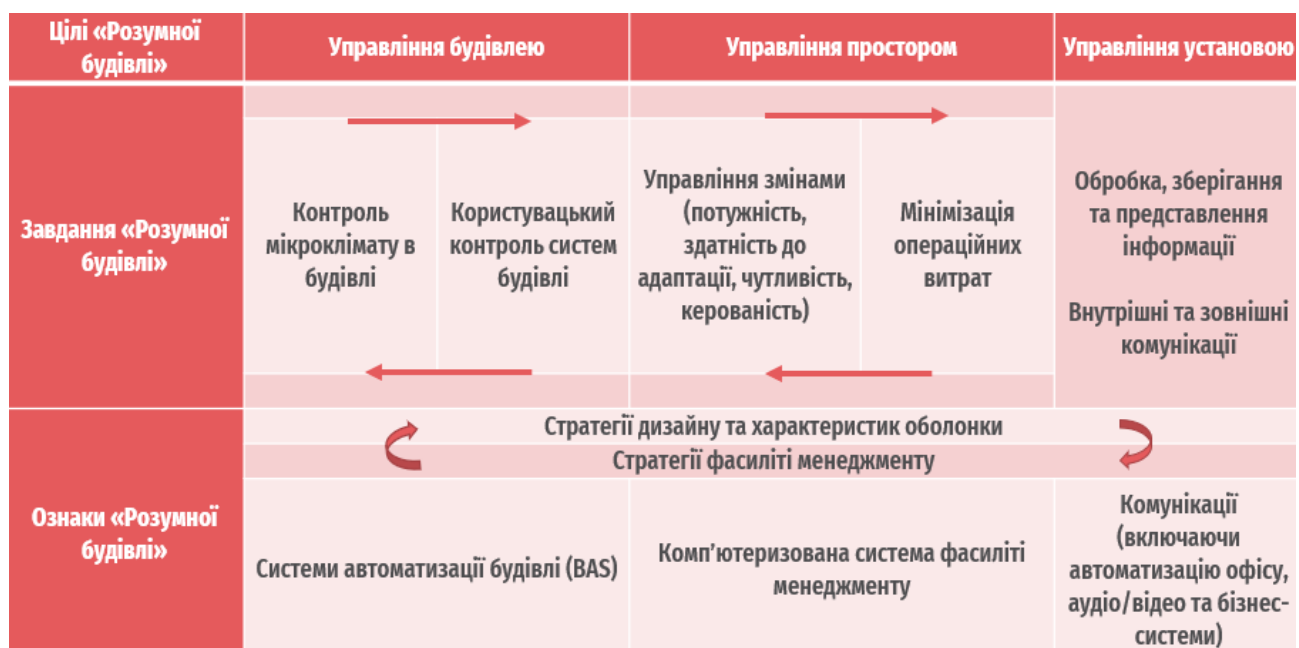 Цілі «Розумної
будівлі»
Управління будівлею
Управління простором
Управління установою
Завдання «Розумної
будівлі»
Контроль
мікроклімату в
будівлі
Користувацький
контроль систем
будівлі
Управління змінами
(потужність,
здатність до
адаптації, чутливість,
керованість)
Мінімізація
операційних
витрат
Обробка, зберігання
та представлення
інформації
Внутрішні та зовнішні
комунікації
Ознаки «Розумної
будівлі»
Стратегії дизайну та характеристик оболонки
Стратегії фасиліті менеджменту
Системи автоматизації будівлі (BAS)
Комп’ютеризована система фасиліті
менеджменту
Комунікації
(включаючи
автоматизацію офісу,
аудіо/відео та бізнес-
системи)